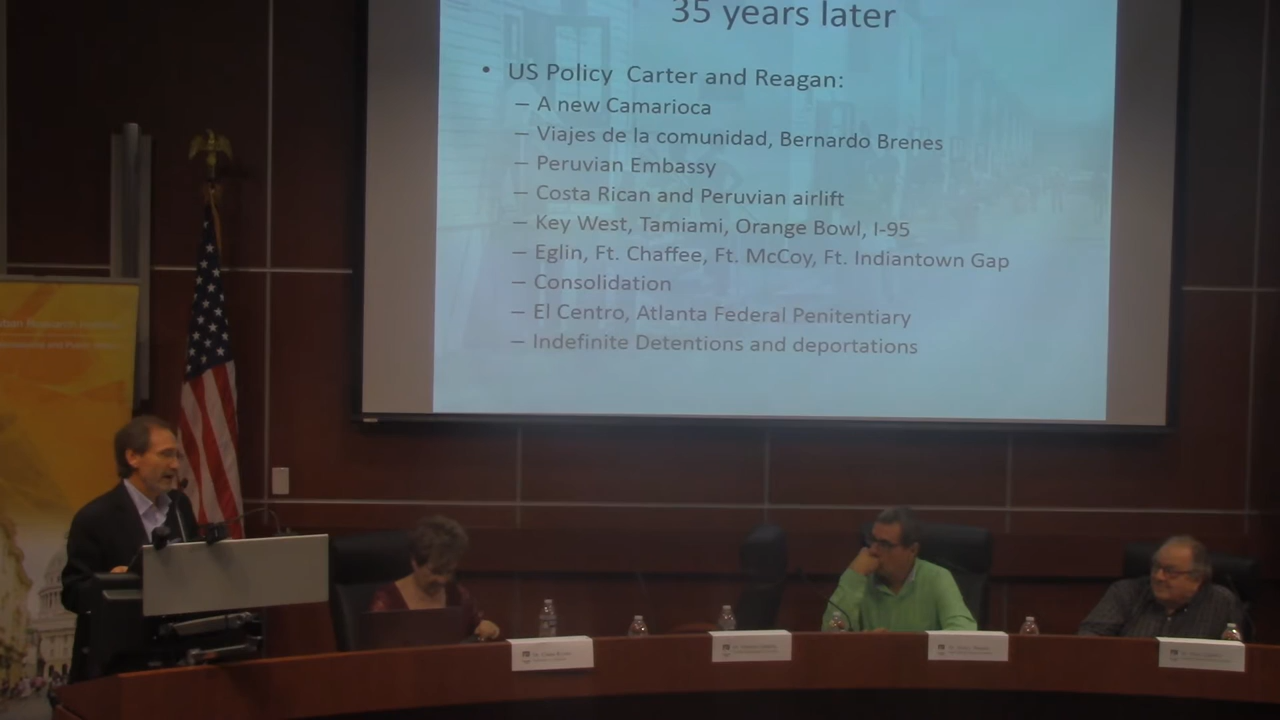 35 years later
• US Policy Carter and Reagan:
– A new Camarioca
– Viajes de la comunidad, Bernardo Brenes
– Peruvian Embassy
– Costa Rican and Peruvian airlift
– Key West, Tamiami, Orange Bowl, I-95
– Eglin, Ft. Chaffee, Ft. McCoy, Ft. Indiantown Gap
– Consolidation
– El Centro, Atlanta Federal Penitentiary
– Indefinite Detentions and deportations